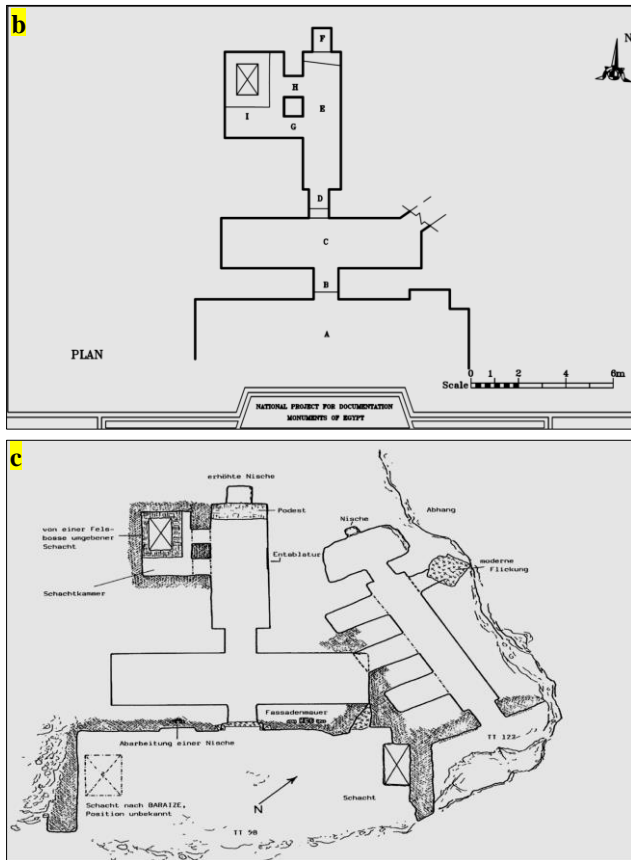 b
N
F
H
E
I
G
D
C
B
A
PLAN
0 1 2 4 6m
Scale
NATIONAL PROJECT FOR DOCUMENTATION
MONUMENTS OF EGYPT
c
erhöhte Nische
Podest
von einer Fels-
bosse umgebener
Schacht
Entablatur
Schachtkammer
Nische
Abhang
moderne
Flickung
Fassadenmauer
Abarbeitung einer Nische
Schacht nach BARAIZE,
Position unbekannt
N
Schacht
TT
TT 98